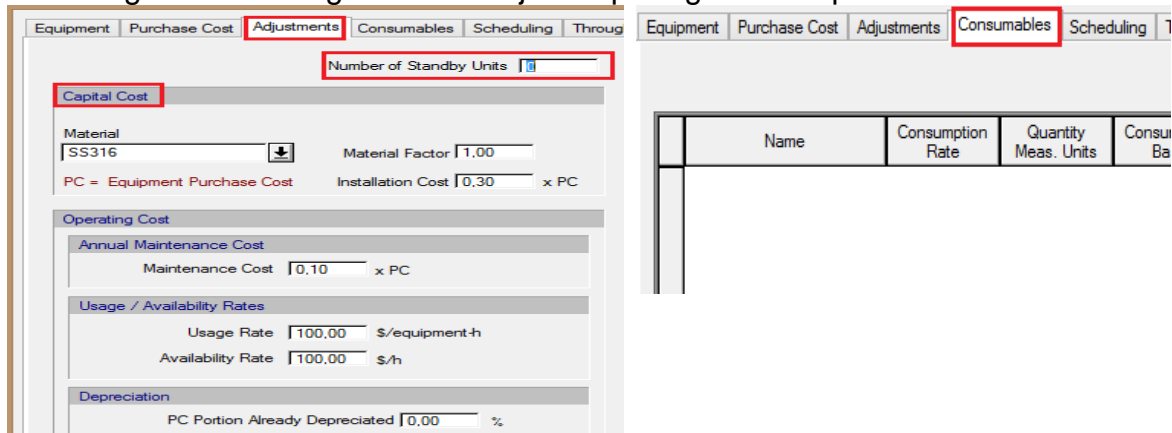 Equipment Purchase Cost Adjustments Consumables Scheduling Throug
Number of Standby Units 0
Capital Cost
Material
SS316 Material Factor 1,00
PC = Equipment Purchase Cost Installation Cost 0,30 x PC
Operating Cost
Annual Maintenance Cost
Maintenance Cost 0,10 x PC
Usage / Availability Rates
Usage Rate 100,00 $/equipment-h
Availability Rate 100,00 $/h
Depreciation
PC Portion Already Depreciated 0,00 %
Equipment Purchase Cost Adjustments Consumables Scheduling T
Name Consumption Quantity Consu
Rate Meas. Units Ba